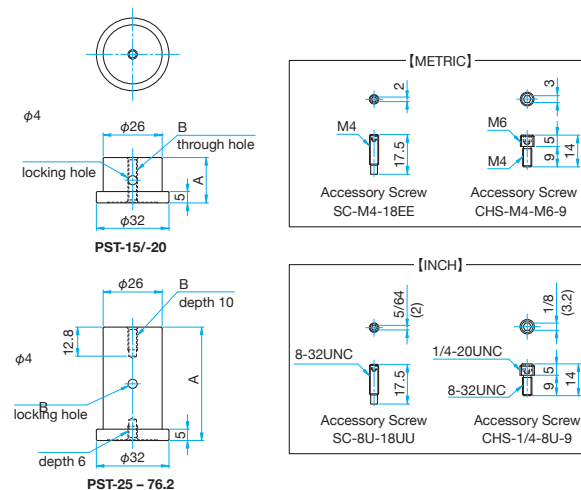 φ4
φ26
B
through hole
locking hole
A
5
φ32
PST-15/-20
φ26
B
depth 10
12.8
φ4
A
B
locking hole
5
depth 6
φ32
PST-25 – 76.2
【METRIC】
2
M4
17.5
Accessory Screw
SC-M4-18EE
3
M6
M4
5
9
14
Accessory Screw
CHS-M4-M6-9
【INCH】
5/64
(2)
8-32UNC
17.5
Accessory Screw
SC-8U-18UU
1/8
(3.2)
1/4-20UNC
8-32UNC
5
9
14
Accessory Screw
CHS-1/4-8U-9